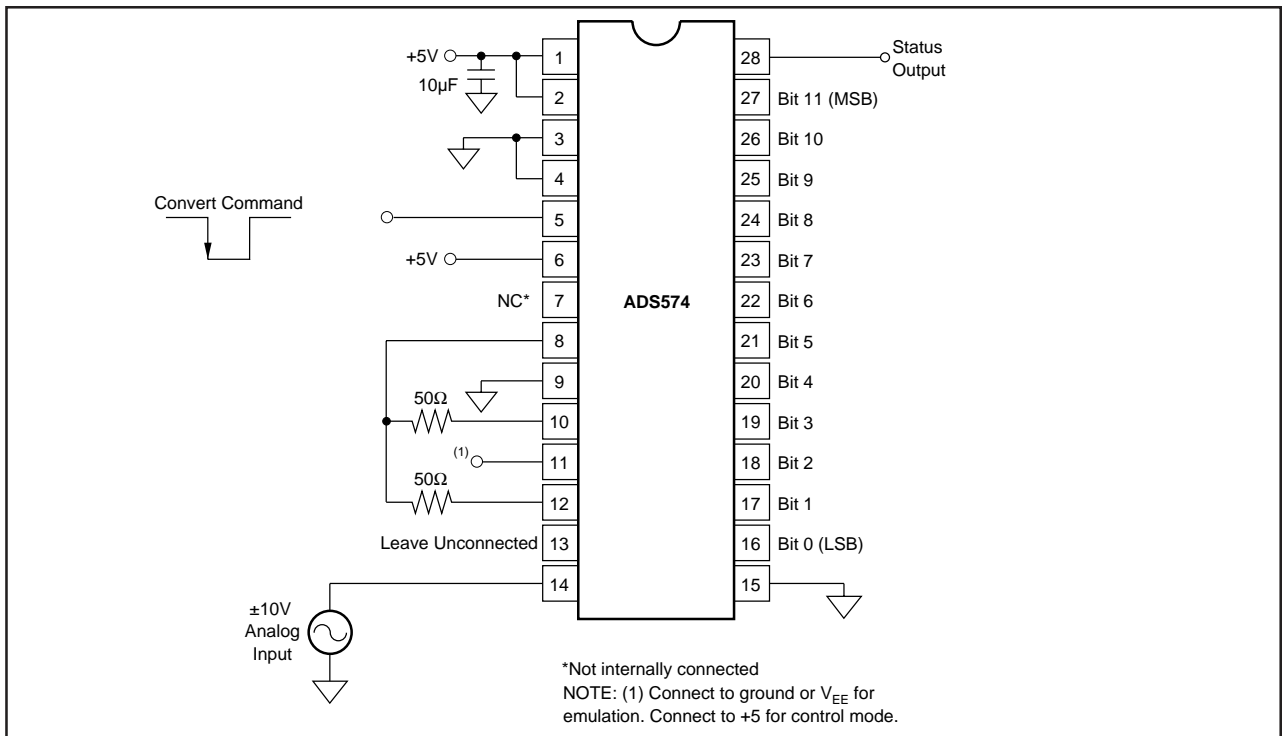 +5V
10µF
1
2
3
4
Convert Command
5
+5V
6
NC*
7
8
9
50Ω
10
(1)
11
50Ω
12
Leave Unconnected
13
14
±10V
Analog
Input
ADS574
28
Status
Output
27
Bit 11 (MSB)
26
Bit 10
25
Bit 9
24
Bit 8
23
Bit 7
22
Bit 6
21
Bit 5
20
Bit 4
19
Bit 3
18
Bit 2
17
Bit 1
16
Bit 0 (LSB)
15
*Not internally connected
NOTE: (1) Connect to ground or VEE for
emulation. Connect to +5 for control mode.